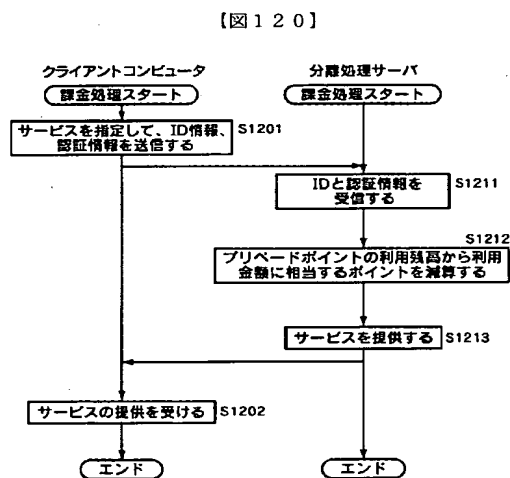 【図１２０】
クライアントコンピュータ
分離処理サーバ
課金処理スタート
課金処理スタート
サービスを指定して、ID情報、
認証情報を送信する
S1201
IDと認証情報を
受信する
S1211
S1212
プリペードポイントの利用残高から利用
金額に相当するポイントを減算する
サービスを提供する
S1213
サービスの提供を受ける
S1202
エンド
エンド